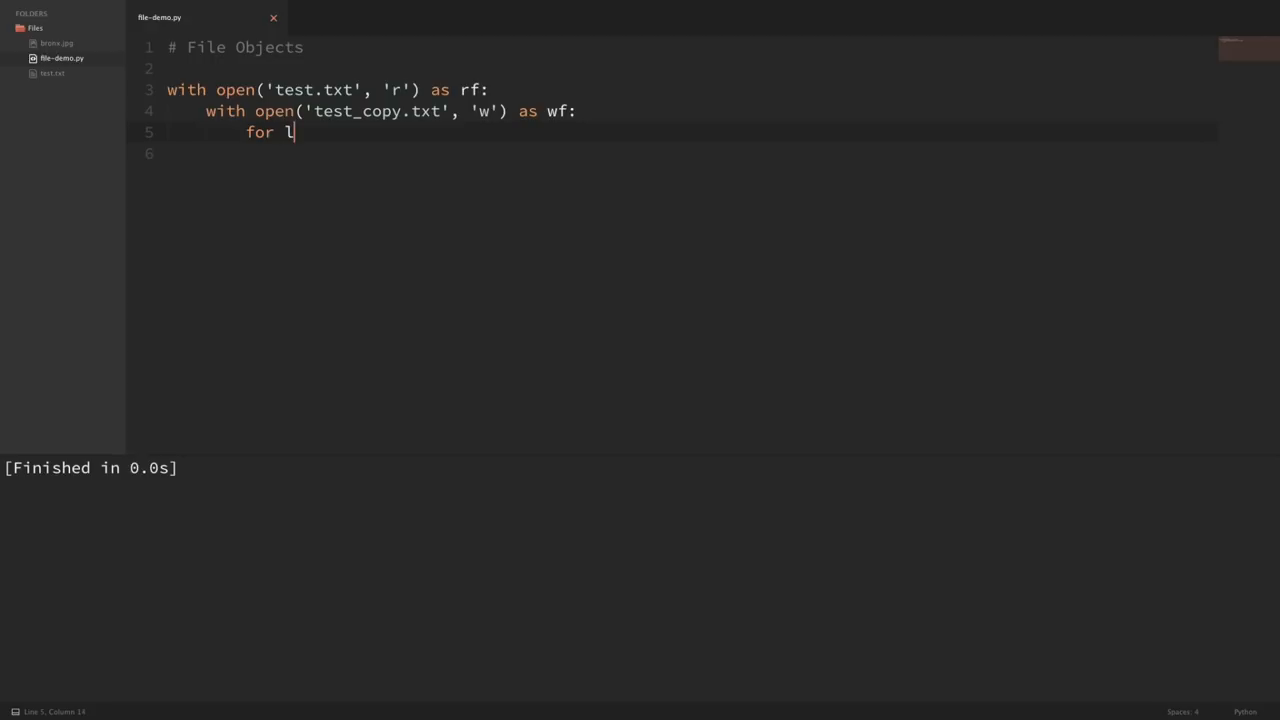 FOLDERS
Files
bronx.jpg
file-demo.py
test.txt
file-demo.py
1 # File Objects
2
3 with open('test.txt', 'r') as rf:
4     with open('test_copy.txt', 'w') as wf:
5         for l
6
[Finished in 0.0s]
Line 5, Column 14
Spaces: 4
Python